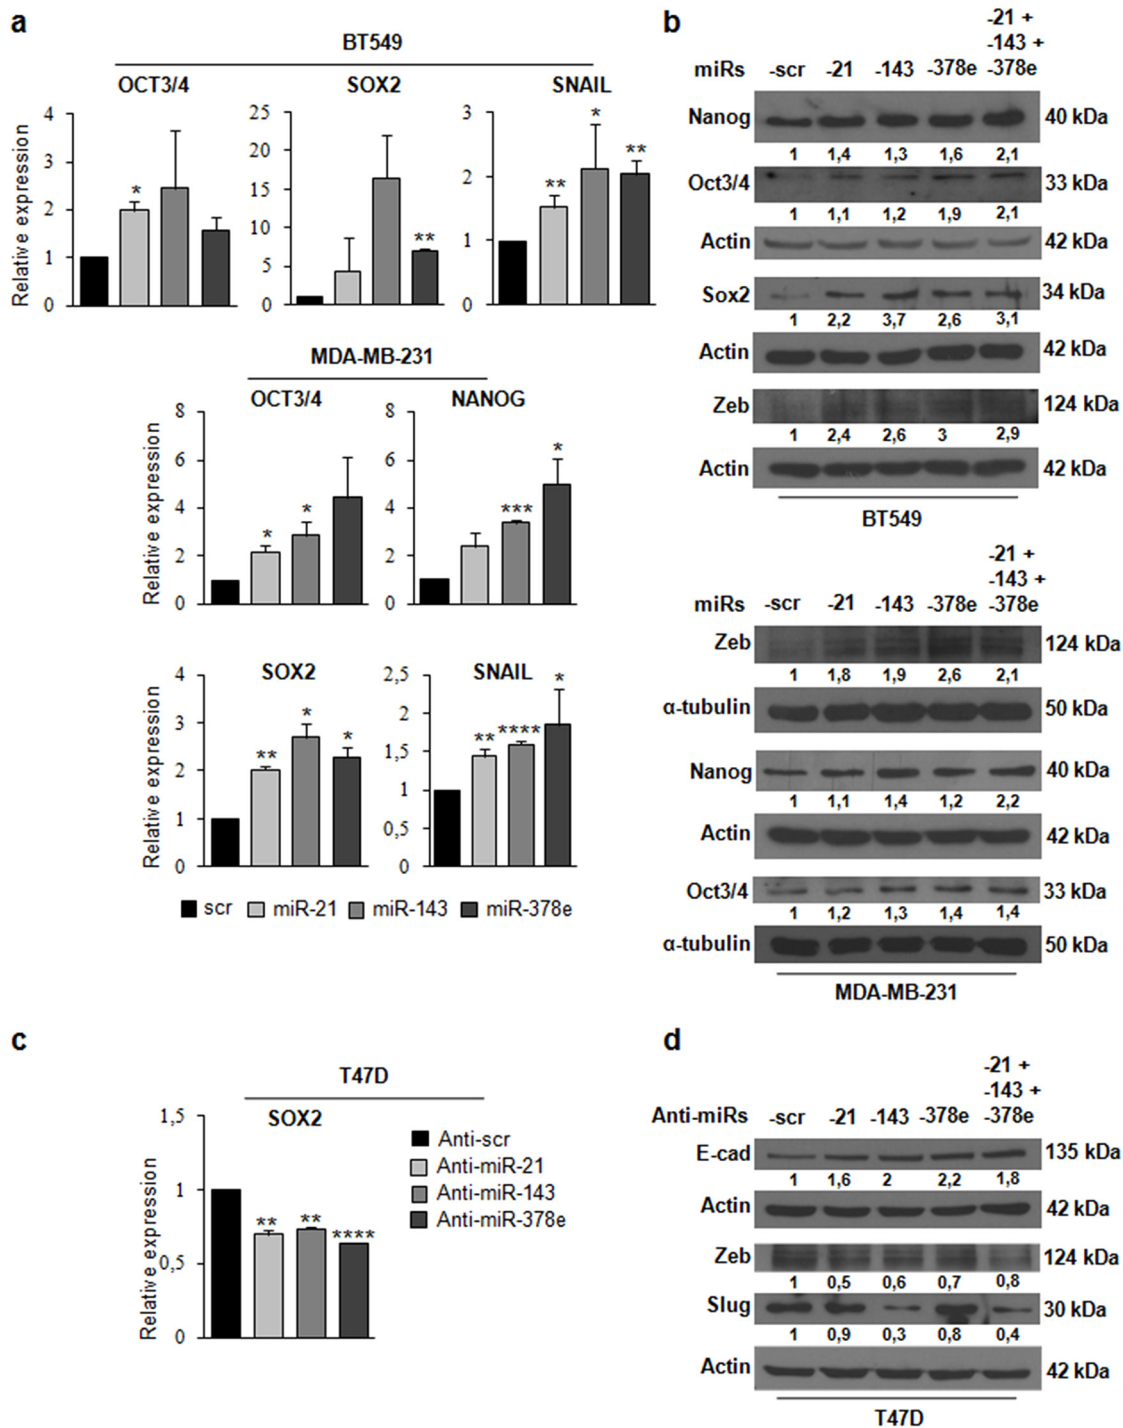 a
BT549
OCT3/4 SOX2 SNAIL
Relative expression
4
3
2
1
0
*
25
20
15
10
5
0
**
3
2
1
0
** * **
MDA-MB-231
OCT3/4 NANOG
Relative expression
8
6
4
2
0
* *
8
6
4
2
0
*** *
SOX2 SNAIL
Relative expression
4
3
2
1
0
** * *
2,5
2
1,5
1
0,5
0
** **** *
scr miR-21 miR-143 miR-378e
b
-21 +
-143 +
miRs -scr -21 -143 -378e -378e
Nanog 40 kDa
1 1,4 1,3 1,6 2,1
Oct3/4 33 kDa
1 1,1 1,2 1,9 2,1
Actin 42 kDa
Sox2 34 kDa
1 2,2 3,7 2,6 3,1
Actin 42 kDa
Zeb 124 kDa
1 2,4 2,6 3 2,9
Actin 42 kDa
BT549
-21 +
-143 +
miRs -scr -21 -143 -378e -378e
Zeb 124 kDa
1 1,8 1,9 2,6 2,1
α-tubulin 50 kDa
Nanog 40 kDa
1 1,1 1,4 1,2 2,2
Actin 42 kDa
Oct3/4 33 kDa
1 1,2 1,3 1,4 1,4
α-tubulin 50 kDa
MDA-MB-231
c
T47D
SOX2
Relative expression
1,5
1
0,5
0
** ** ****
Anti-scr
Anti-miR-21
Anti-miR-143
Anti-miR-378e
d
-21 +
-143 +
Anti-miRs -scr -21 -143 -378e -378e
E-cad 135 kDa
1 1,6 2 2,2 1,8
Actin 42 kDa
Zeb 124 kDa
1 0,5 0,6 0,7 0,8
Slug 30 kDa
1 0,9 0,3 0,8 0,4
Actin 42 kDa
T47D